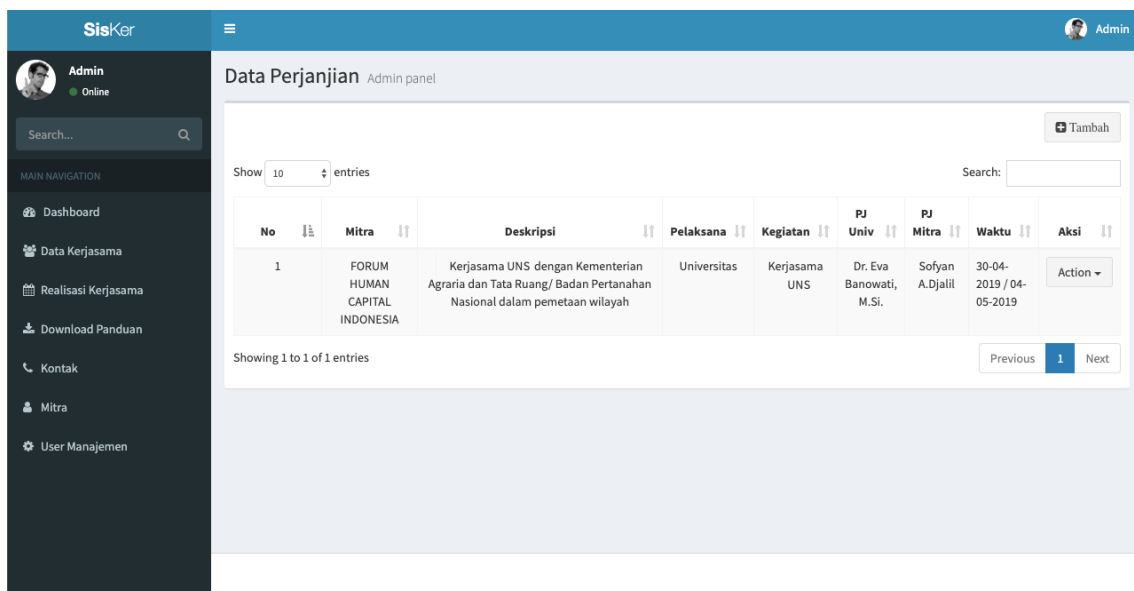 SisKer
Admin
Admin
Online
Search...
MAIN NAVIGATION
Dashboard
Data Kerjasama
Realisasi Kerjasama
Download Panduan
Kontak
Mitra
User Manajemen
Data Perjanjian Admin panel
Tambah
Show 10 entries
Search:
No Mitra Deskripsi Pelaksana Kegiatan PJ Univ PJ Mitra Waktu Aksi
1
FORUM
HUMAN
CAPITAL
INDONESIA
Kerjasama UNS dengan Kementerian
Agraria dan Tata Ruang/ Badan Pertanahan
Nasional dalam pemetaan wilayah
Universitas
Kerjasama
UNS
Dr. Eva
Banowati,
M.Si.
Sofyan
A.Djalil
30-04-
2019 / 04-
05-2019
Action
Showing 1 to 1 of 1 entries
Previous 1 Next